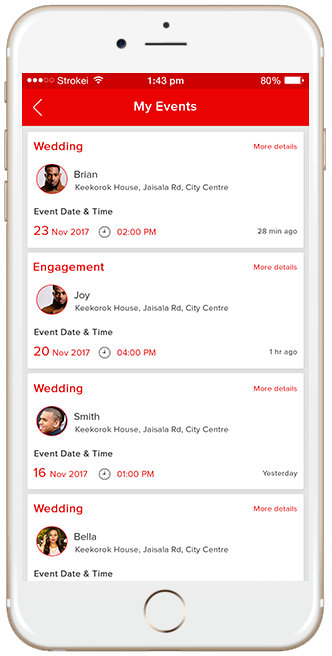 Strokei 1:43 pm 80%
My Events
Wedding More details
Brian
Keekorok House, Jaisala Rd, City Centre
Event Date & Time
23 Nov 2017 02:00 PM 28 min ago
Engagement More details
Joy
Keekorok House, Jaisala Rd, City Centre
Event Date & Time
20 Nov 2017 04:00 PM 1 hr ago
Wedding More details
Smith
Keekorok House, Jaisala Rd, City Centre
Event Date & Time
16 Nov 2017 01:00 PM Yesterday
Wedding More details
Bella
Keekorok House, Jaisala Rd, City Centre
Event Date & Time